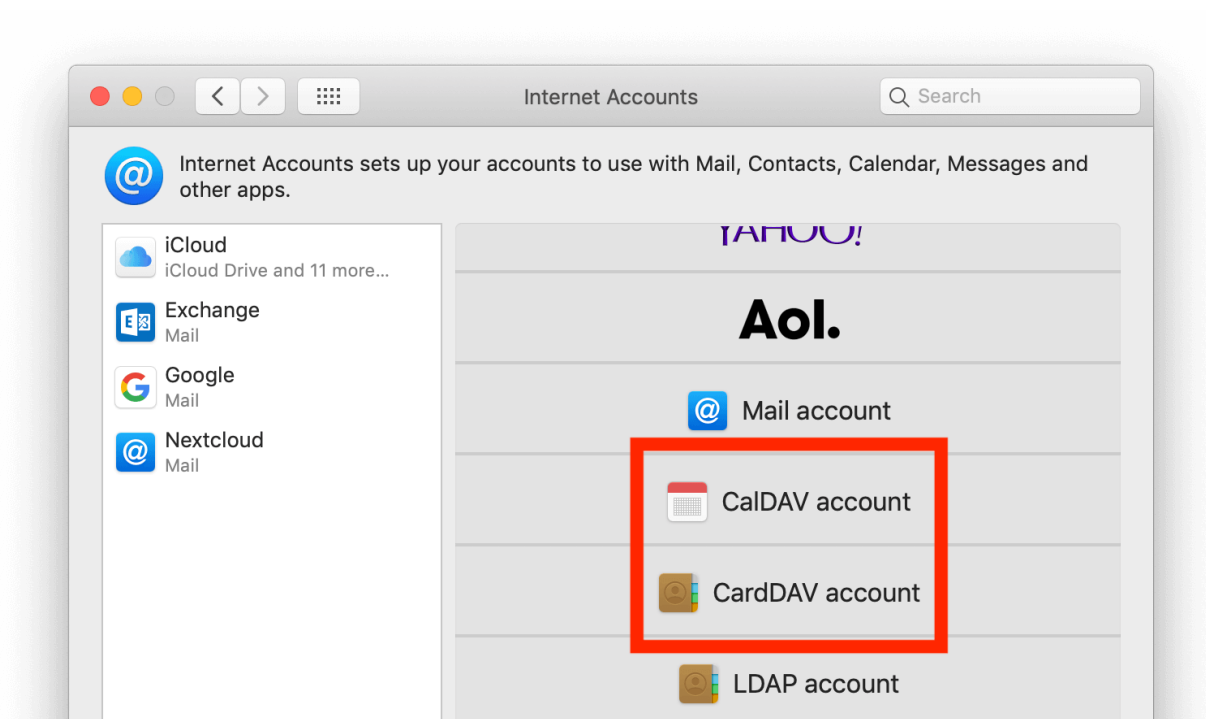 Internet Accounts
Search
Internet Accounts sets up your accounts to use with Mail, Contacts, Calendar, Messages and
other apps.
iCloud
iCloud Drive and 11 more...
Exchange
Mail
Google
Mail
Nextcloud
Mail
YAHOO!
Aol.
Mail account
CalDAV account
CardDAV account
LDAP account